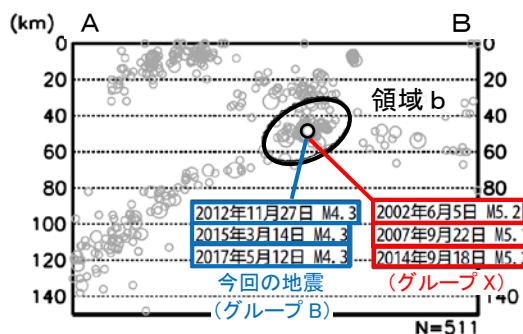 (km) A B
0 0
20 20
40 40
60 60
80 80
100
120
140 140
領域b
2012年11月27日 M4.3
2015年3月14日 M4.3
2017年5月12日 M4.3
今回の地震
(グループB)
2002年6月5日 M5.2
2007年9月22日 M5.
2014年9月18日 M5.
(グループX)
N=511